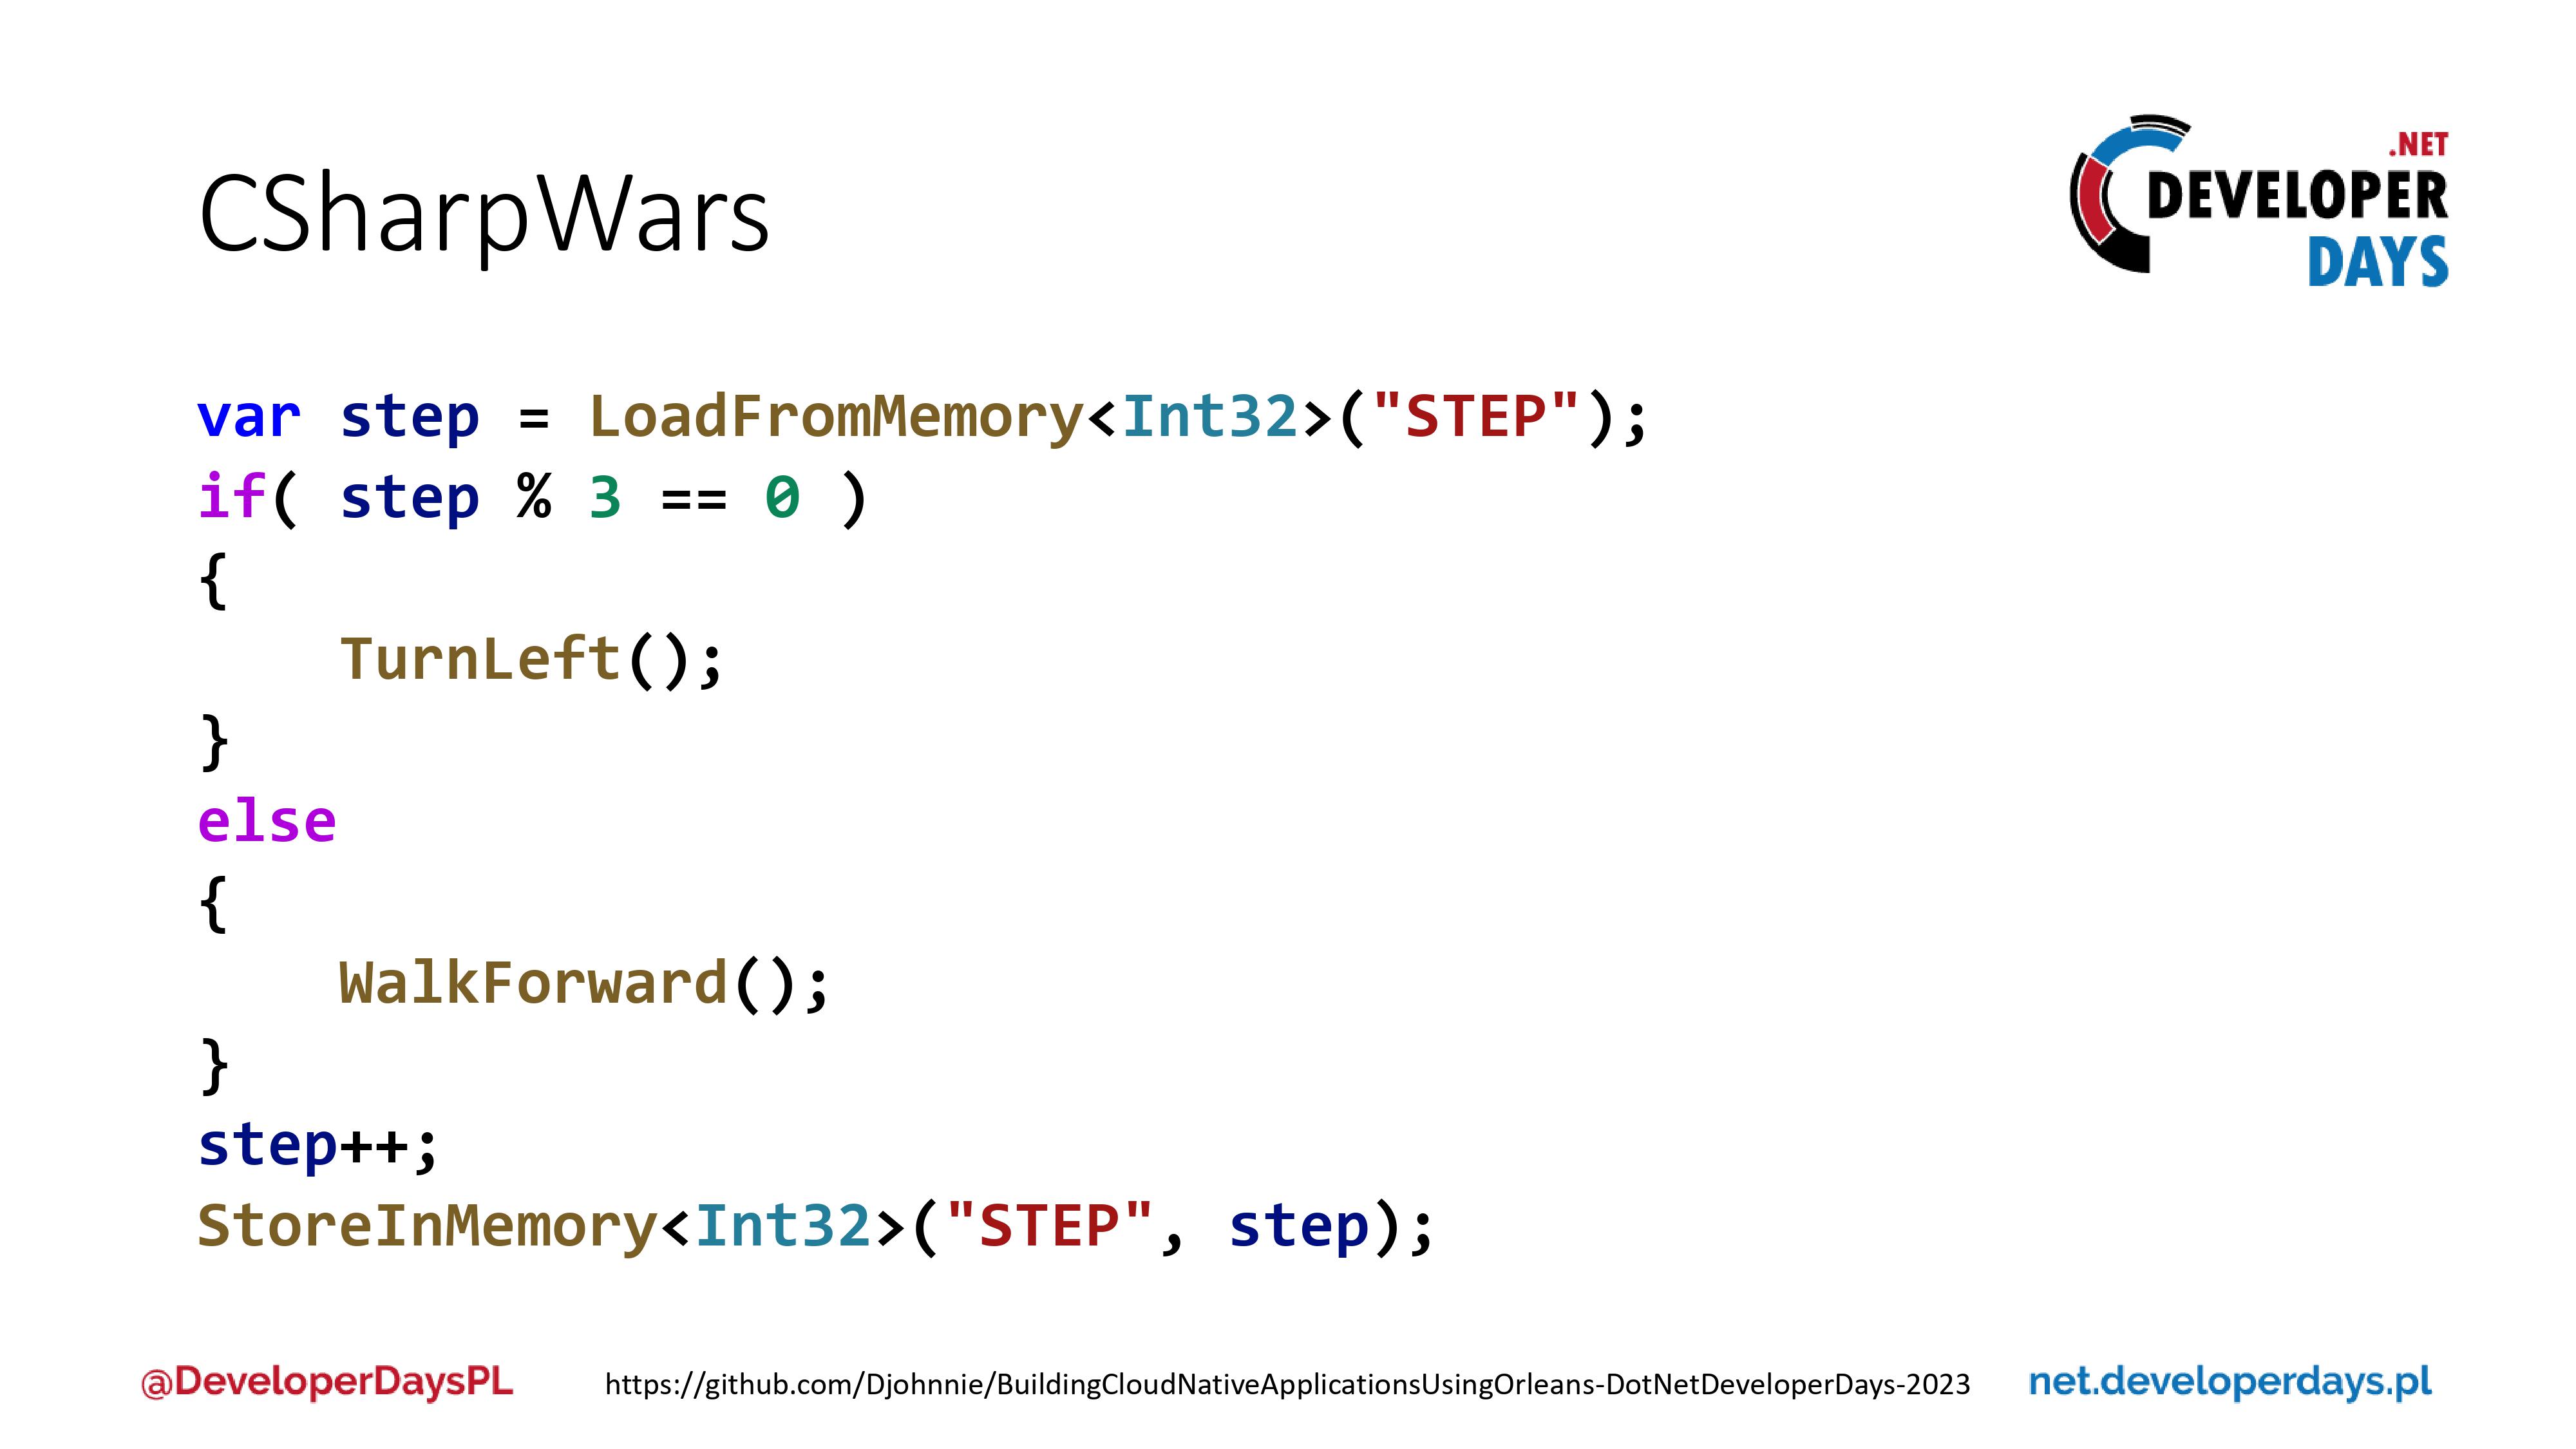 CSharpWars
.NET
DEVELOPER
DAYS
var step = LoadFromMemory<Int32>("STEP");
if( step % 3 == 0 )
{
    TurnLeft();
}
else
{
    WalkForward();
}
step++;
StoreInMemory<Int32>("STEP", step);
@DeveloperDaysPL
https://github.com/Djohnnie/BuildingCloudNativeApplicationsUsingOrleans-DotNetDeveloperDays-2023
net.developerdays.pl